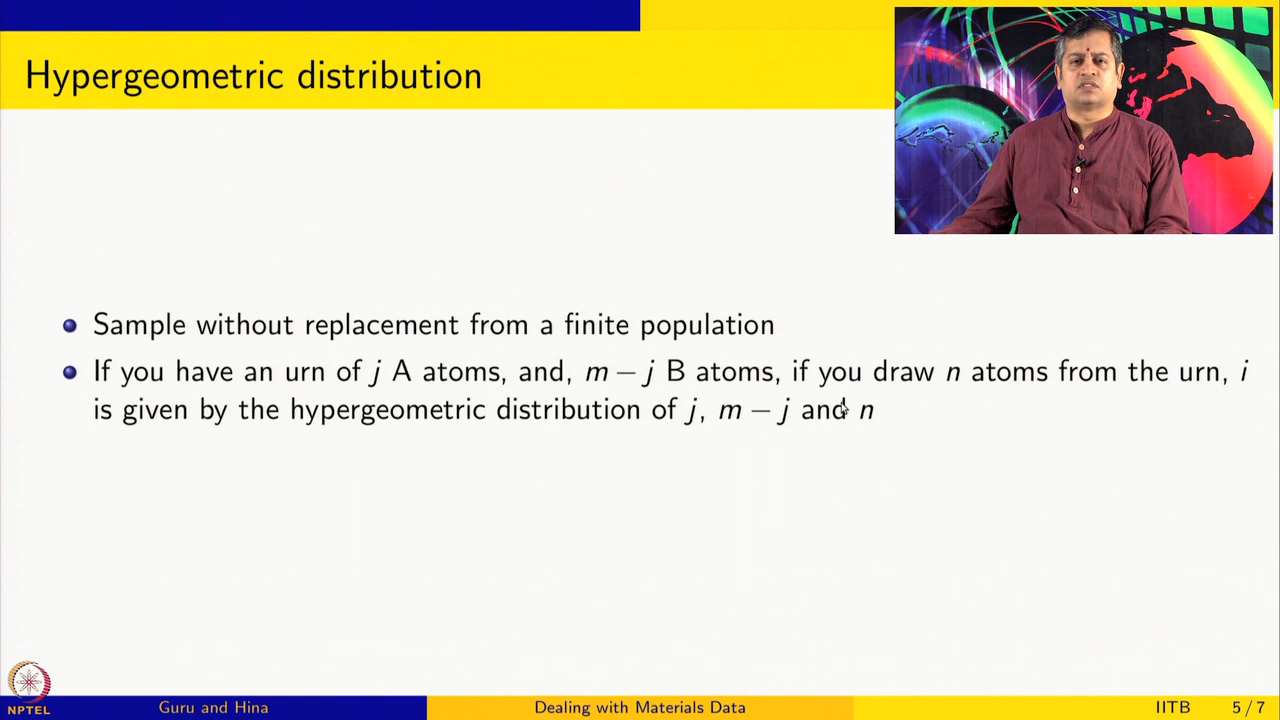 Hypergeometric distribution
Sample without replacement from a finite population
If you have an urn of j A atoms, and, m − j B atoms, if you draw n atoms from the urn, i
is given by the hypergeometric distribution of j, m − j and n
NPTEL
Guru and Hina
Dealing with Materials Data
IITB
5 / 7